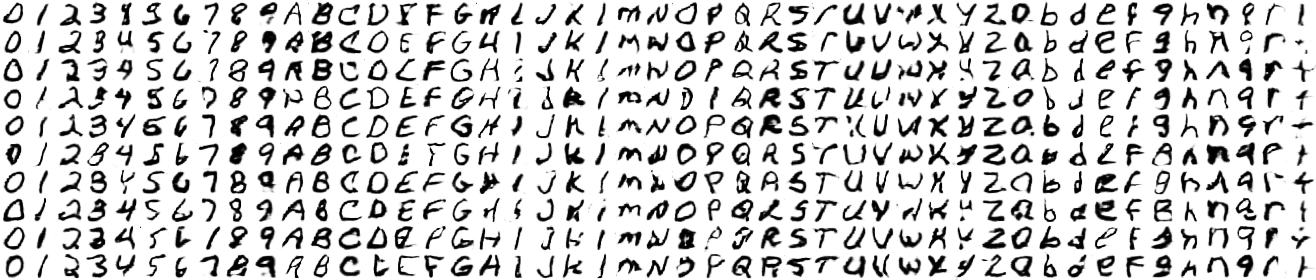 0 1 2 3 4 5 6 7 8 9 A B C D E F G H I J K L M N O P Q R S T U V W X Y Z a b d e f g h n q r t
0 1 2 3 4 5 6 7 8 9 A B C D E F G H I J K I m N O P Q R S T U V W X Y Z a b d e f g h n q r t
0 1 2 3 4 5 6 7 8 9 A B C D E F G H I J K I m N O P Q R S T U V W X Y Z a b d e f g h n q r t
0 1 2 3 4 5 6 7 8 9 A B C D E F G H I J K I m N D P Q R S T U V W X Y Z a b d e f g h n q r t
0 1 2 3 4 5 6 7 8 9 A B C D E F G H I J K I m N O P Q R S T U V W X Y Z a b d e f g h n q r t
0 1 2 3 4 5 6 7 8 9 A B C D E F G H I J K I m N O P Q R S T U V W X Y Z a b d e f g h n q r t
0 1 2 3 4 5 6 7 8 9 A B C D E F G H I J K I m N O P Q R S T U V W X Y Z a b d e f g h n q r t
0 1 2 3 4 5 6 7 8 9 A B C D E F G H I J K I m N O P Q R S T U V W X Y Z a b d e f g h n q r t
0 1 2 3 4 5 6 7 8 9 A B C D E F G H I J K I m N O P Q R S T U V W X Y Z a b d e f g h n q r t
0 1 2 3 4 5 6 7 8 9 A B C E E F G H I J K I m N O P Q R S T U V W X Y Z a b d e f g h n q r t